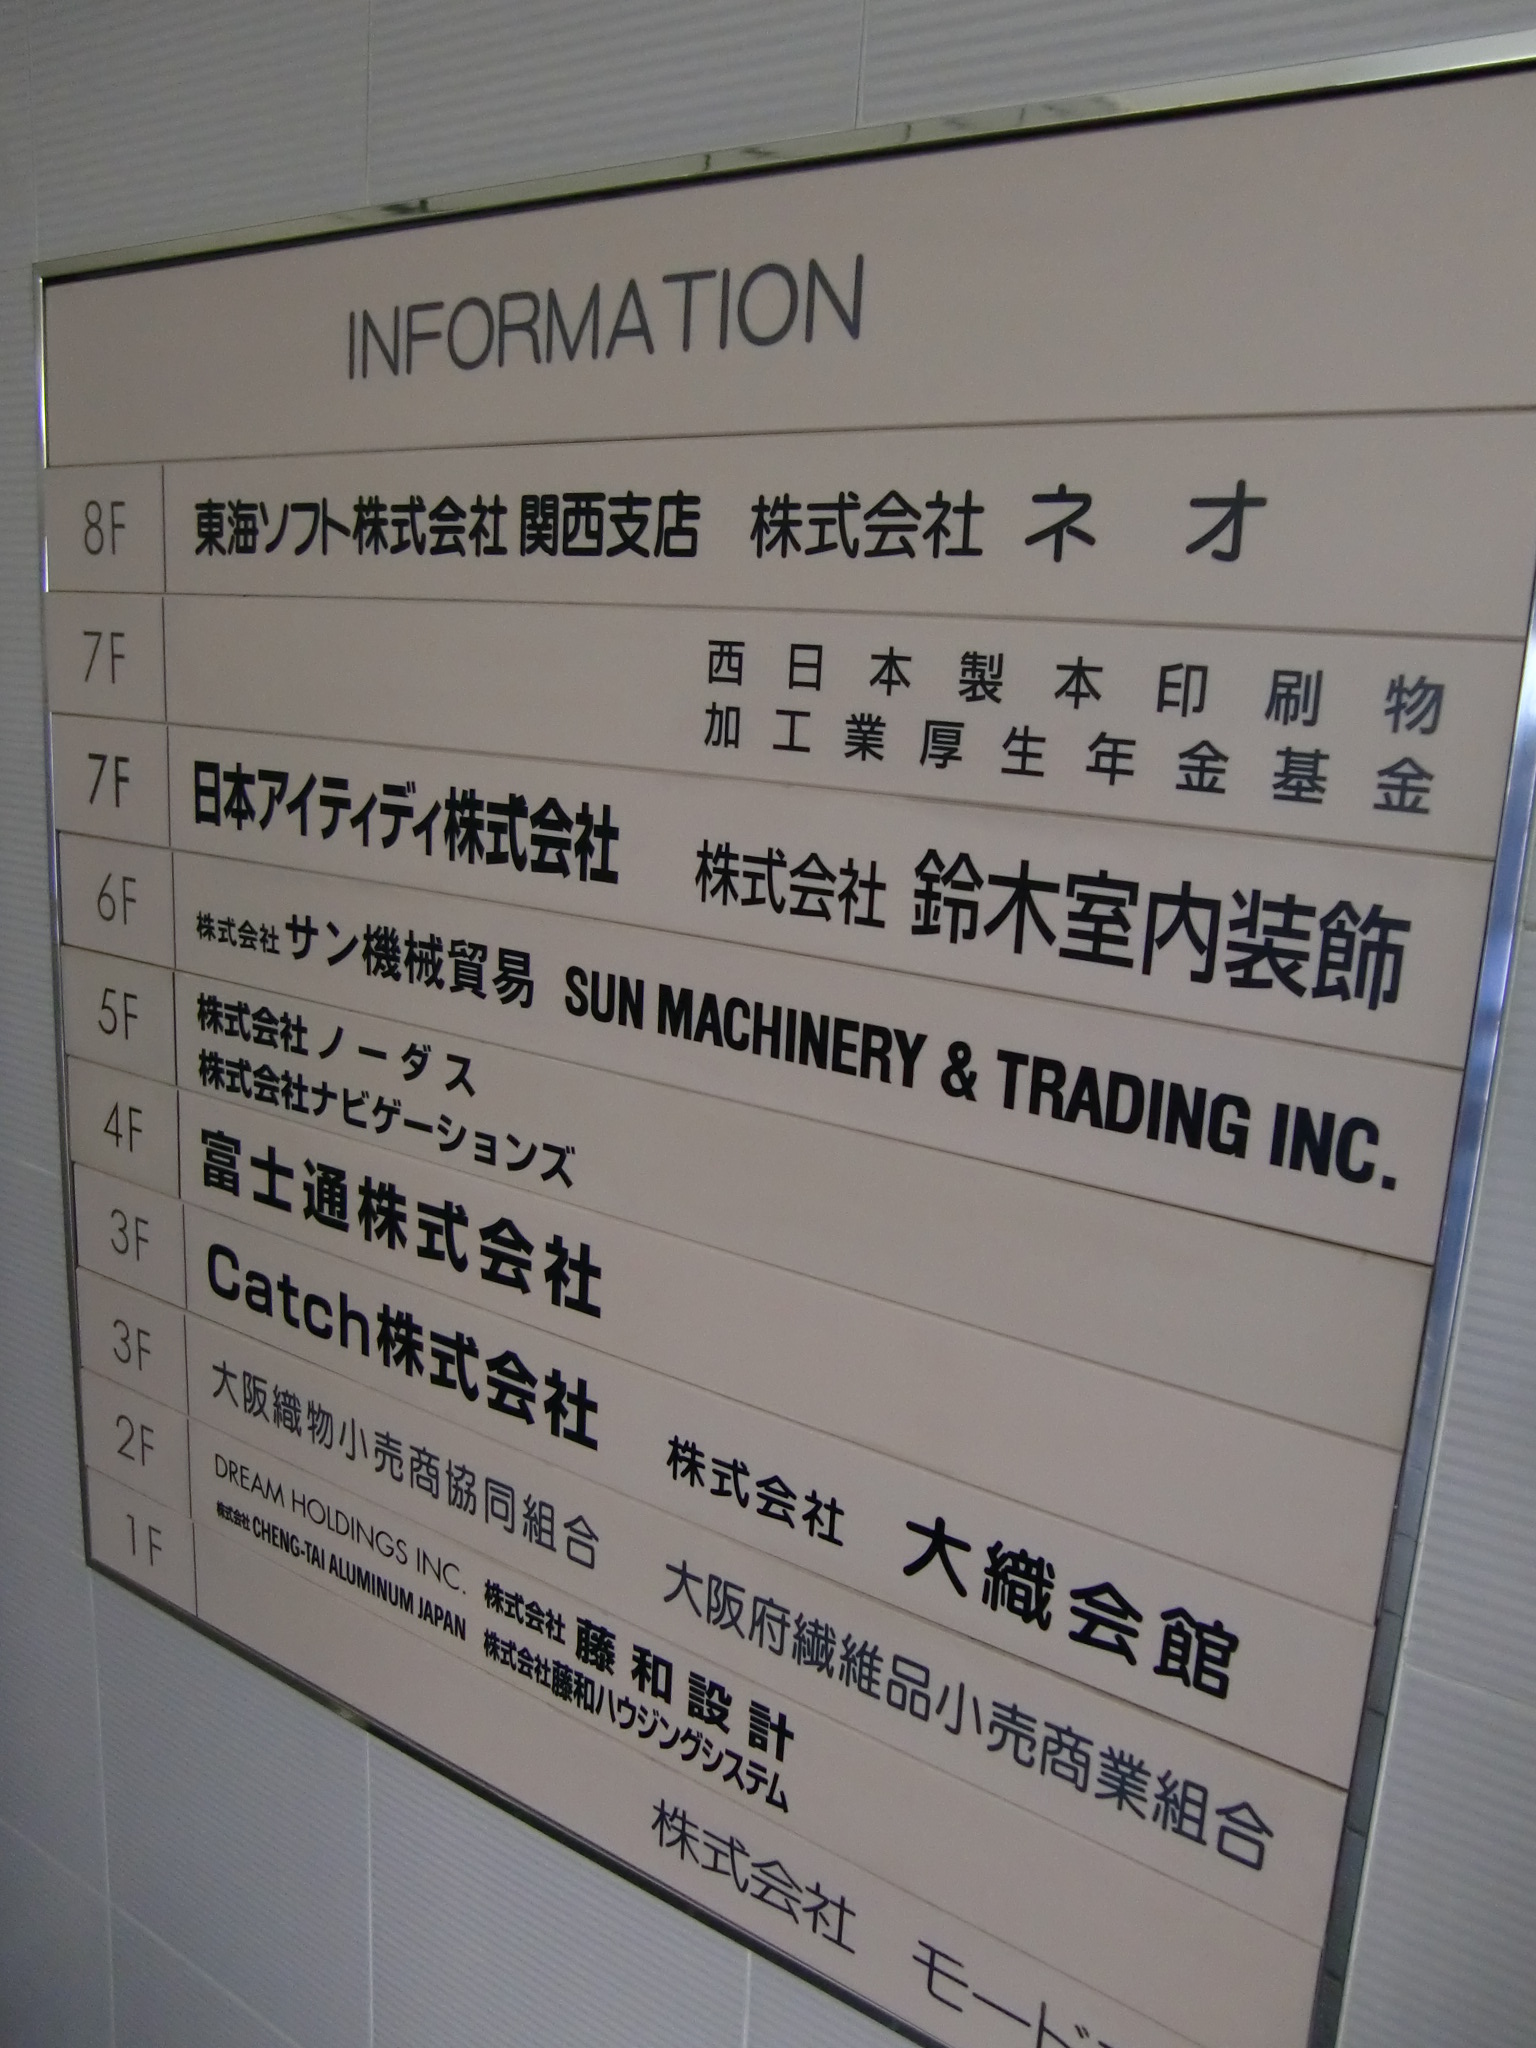 INFORMATION
8F 東海ソフト株式会社 関西支店 株式会社 ネオ
7F 西日本製本印刷物
加工業厚生年金基金
7F 日本アイティディ株式会社 株式会社 鈴木室内装飾
6F 株式会社 サン機械貿易 SUN MACHINERY & TRADING INC.
5F 株式会社 ノーダス
株式会社ナビゲーションズ
4F 富士通株式会社
3F Catch株式会社 株式会社 大織会館
3F 大阪織物小売商協同組合 大阪府繊維品小売商業組合
2F DREAM HOLDINGS INC. 株式会社 藤和設計
株式会社 CHENG-TAI ALUMINUM JAPAN 株式会社藤和ハウジングシステム
1F 株式会社 モード